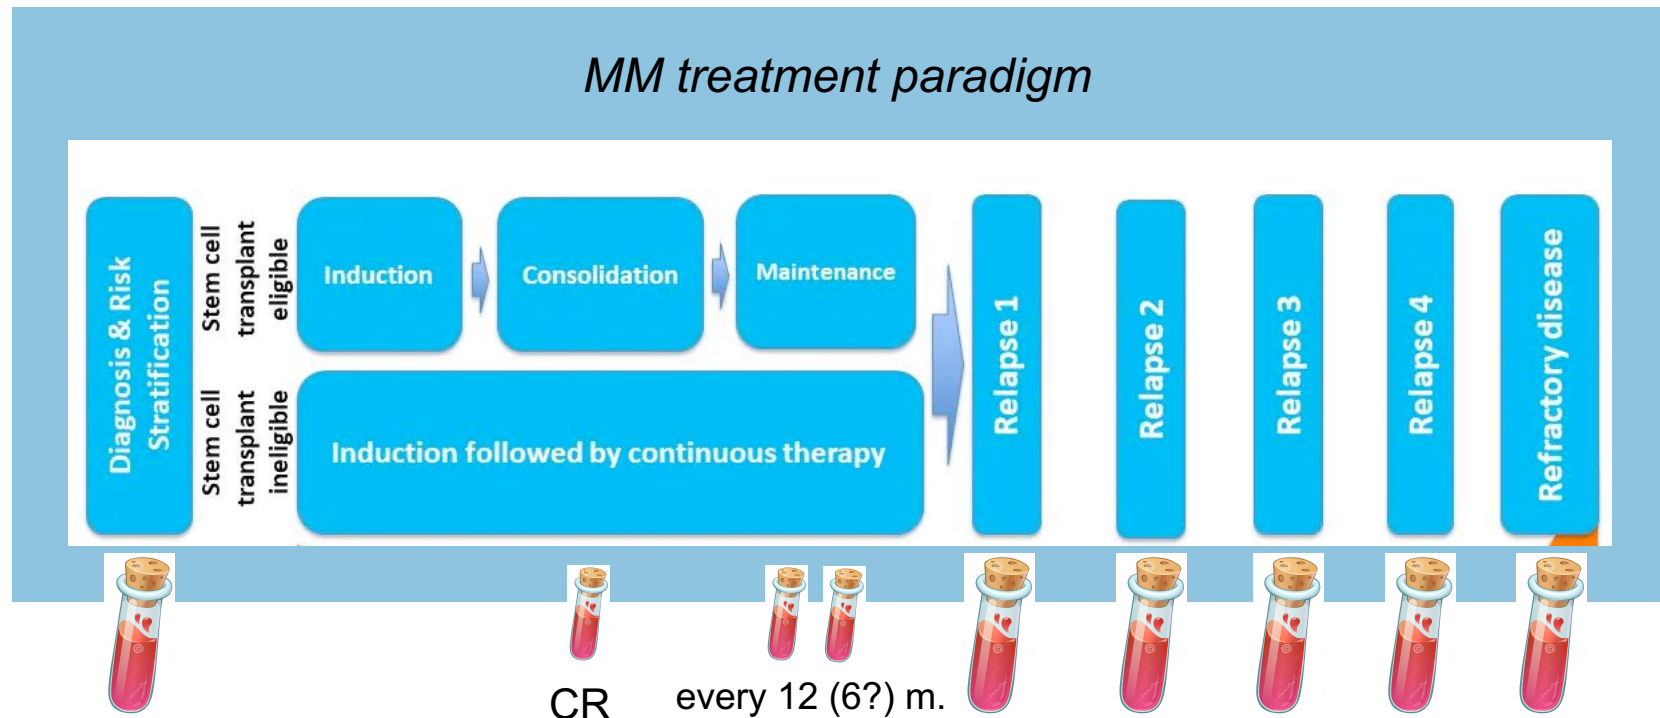 MM treatment paradigm
Diagnosis & Risk
Stratification
Stem cell
transplant
eligible
Induction
Consolidation
Maintenance
Stem cell
transplant
ineligible
Induction followed by continuous therapy
Relapse 1
Relapse 2
Relapse 3
Relapse 4
Refractory disease
CR
every 12 (6?) m.